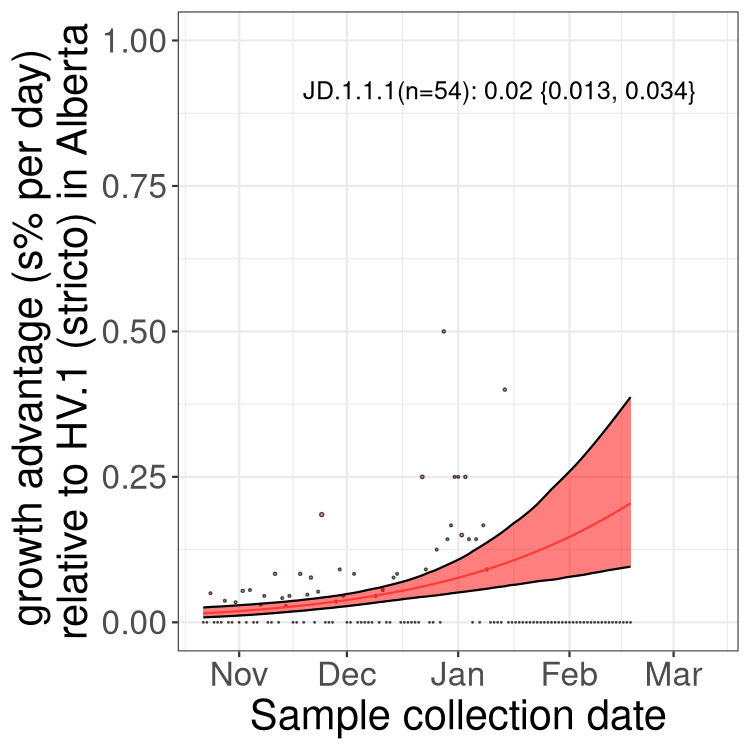 growth advantage (s% per day)
relative to HV.1 (stricto) in Alberta
1.00
0.75
0.50
0.25
0.00
JD.1.1.1(n=54): 0.02 {0.013, 0.034}
Nov Dec Jan Feb Mar
Sample collection date